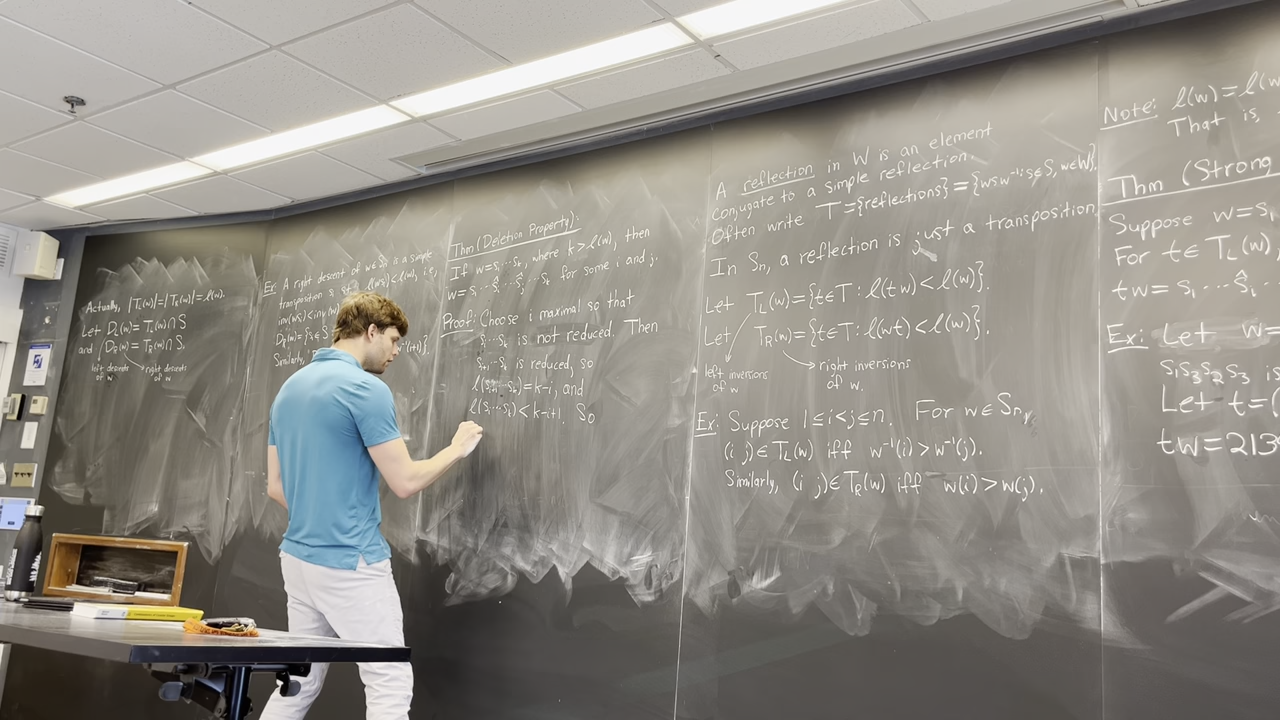 Actually, |T_L(w)|=|T_R(w)|=ℓ(w).
Let D_L(w)=T_L(w)∩S
and D_R(w)=T_R(w)∩S.
left descents of w
right descents of w
Ex: A right descent of w∈S_n is a simple
transposition
Similarly,
Thm (Deletion Property):
If w=s_1⋯s_k, where k>ℓ(w), then
w=s_1⋯ŝ_i⋯ŝ_j⋯s_k for some i and j.
Proof: Choose i maximal so that
s_i⋯s_k is not reduced. Then
s_{i+1}⋯s_k is reduced, so
ℓ(s_{i+1}⋯s_k)=k-i, and
ℓ(s_i⋯s_k)<k-i+1. So
A reflection in W is an element
conjugate to a simple reflection.
Often write T={reflections}={wsw^{-1}: s∈S, w∈W}.
In S_n, a reflection is just a transposition.
Let T_L(w)={t∈T: ℓ(tw)<ℓ(w)}.
Let T_R(w)={t∈T: ℓ(wt)<ℓ(w)}.
left inversions of w
right inversions of w.
Ex: Suppose 1≤i<j≤n. For w∈S_n,
(i j)∈T_L(w) iff w^{-1}(i)>w^{-1}(j).
Similarly, (i j)∈T_R(w) iff w(i)>w(j).
Note: ℓ(w)=ℓ(w
That is,
Thm (Strong
Suppose w=s_1
For t∈T_L(w),
tw=s_1⋯ŝ_i⋯
Ex: Let w=
s_1s_3s_2s_3 is
Let t=(
tw=213